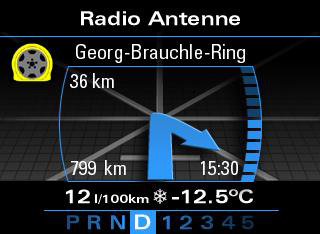 Radio Antenne
Georg-Brauchle-Ring
36 km
799 km 15:30
12 l/100km ❄ -12.5°C
P R N D 1 2 3 4 5